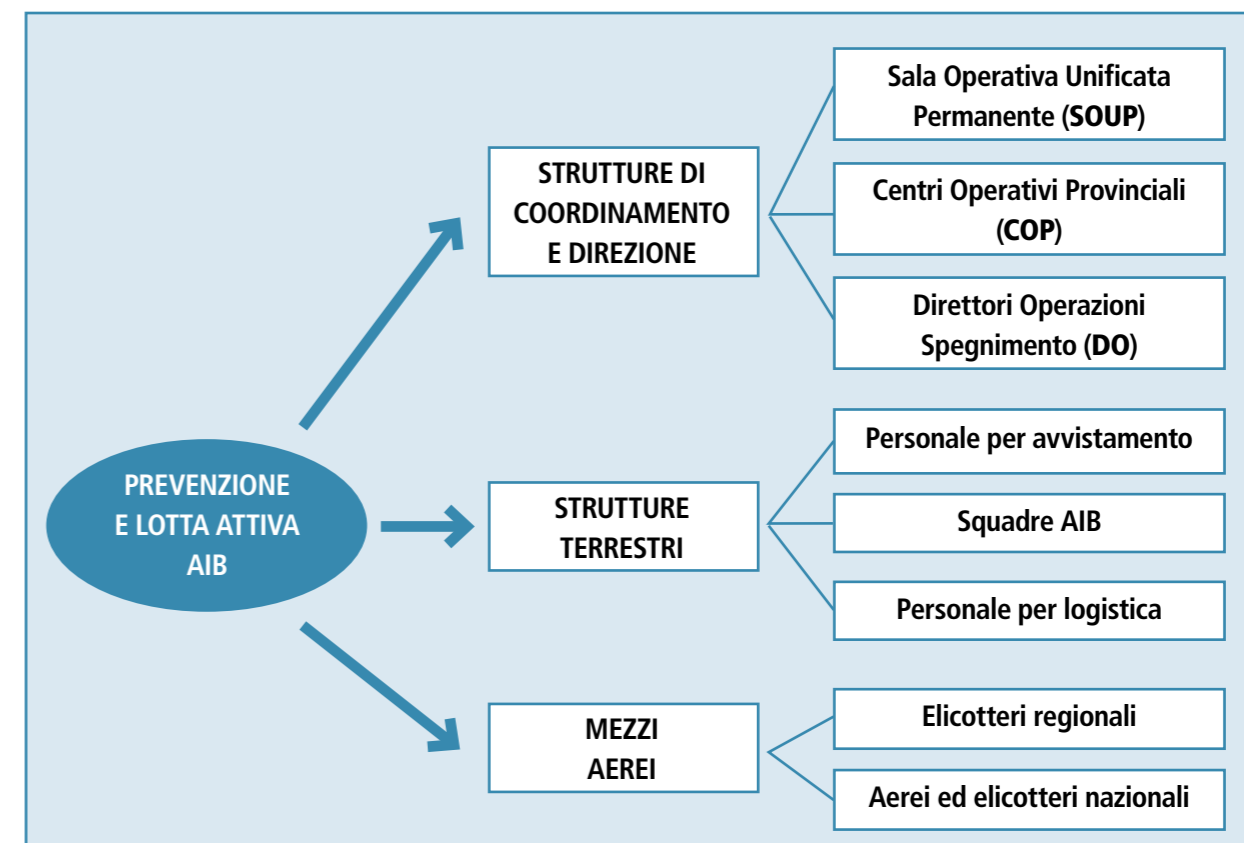 PREVENZIONE
E LOTTA ATTIVA
AIB
STRUTTURE DI
COORDINAMENTO
E DIREZIONE
Sala Operativa Unificata
Permanente (SOUP)
Centri Operativi Provinciali
(COP)
Direttori Operazioni
Spegnimento (DO)
STRUTTURE
TERRESTRI
Personale per avvistamento
Squadre AIB
Personale per logistica
MEZZI
AEREI
Elicotteri regionali
Aerei ed elicotteri nazionali